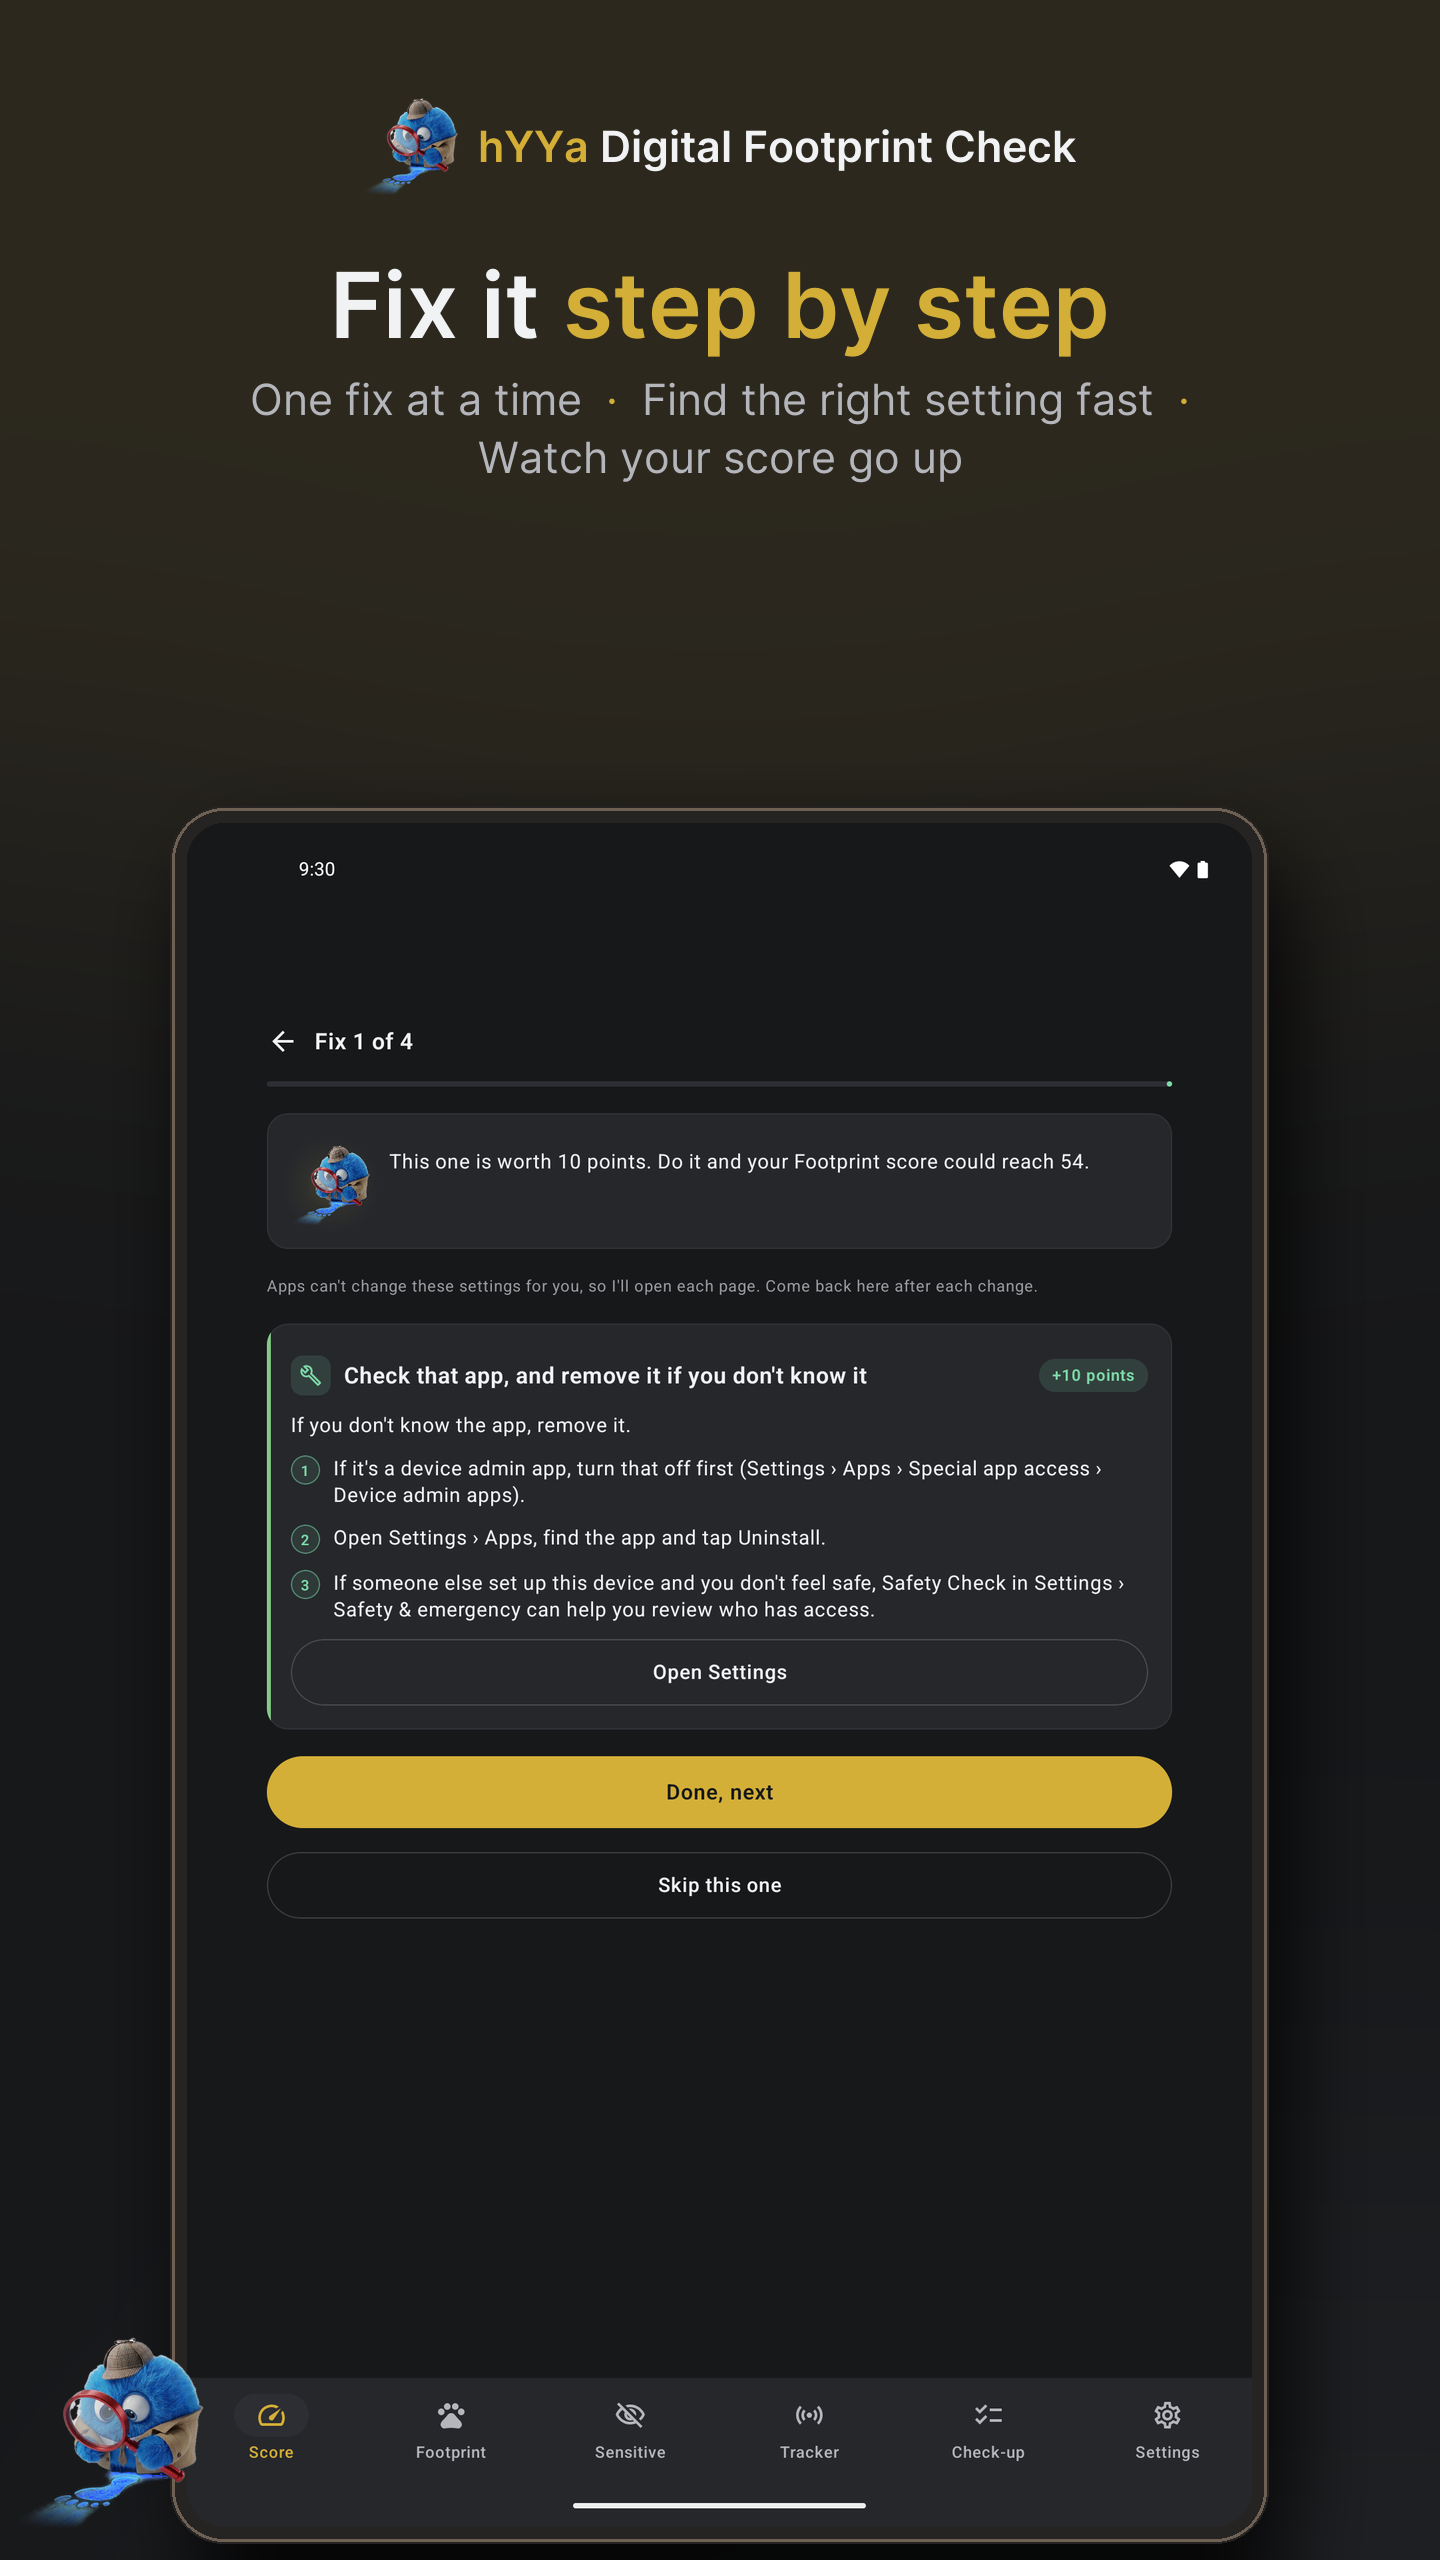 hYYa Digital Footprint Check
Fix it step by step
One fix at a time · Find the right setting fast ·
Watch your score go up
9:30
Fix 1 of 4
This one is worth 10 points. Do it and your Footprint score could reach 54.
Apps can't change these settings for you, so I'll open each page. Come back here after each change.
Check that app, and remove it if you don't know it
+10 points
If you don't know the app, remove it.
1 If it's a device admin app, turn that off first (Settings › Apps › Special app access ›
Device admin apps).
2 Open Settings › Apps, find the app and tap Uninstall.
3 If someone else set up this device and you don't feel safe, Safety Check in Settings ›
Safety & emergency can help you review who has access.
Open Settings
Done, next
Skip this one
Score
Footprint
Sensitive
Tracker
Check-up
Settings